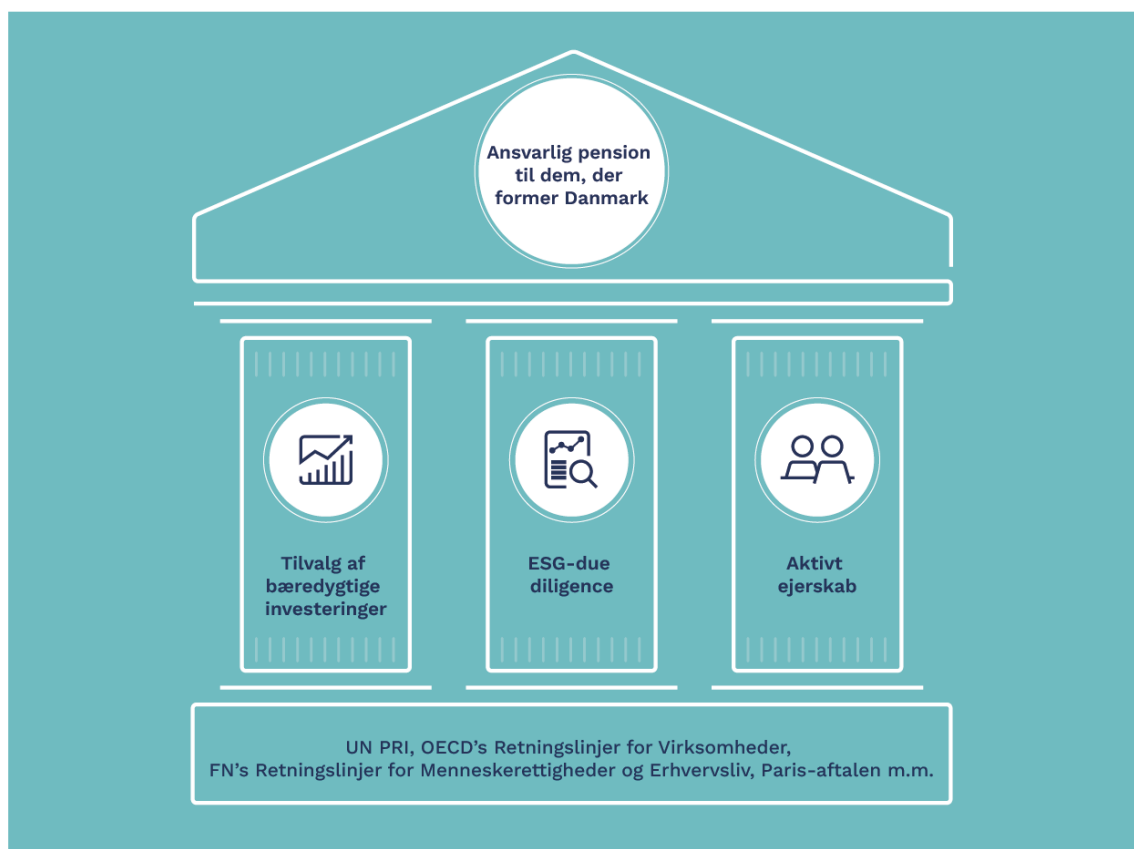 Ansvarlig pension
til dem, der
former Danmark
Tilvalg af
bæredygtige
investeringer
ESG-due
diligence
Aktivt
ejerskab
UN PRI, OECD’s Retningslinjer for Virksomheder,
FN’s Retningslinjer for Menneskerettigheder og Erhvervsliv, Paris-aftalen m.m.